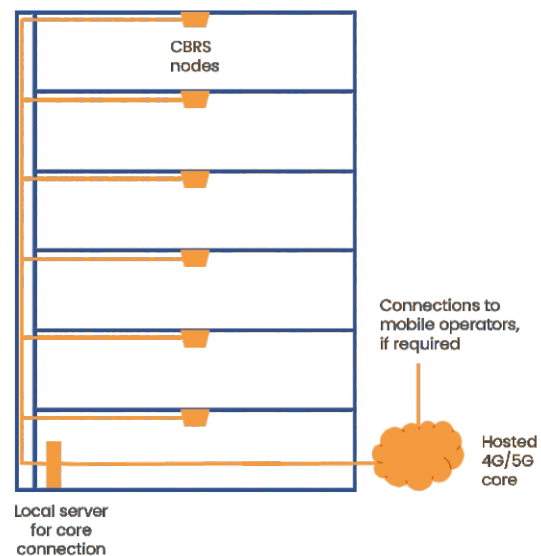 CBRS
nodes
Connections to
mobile operators,
if required
Hosted
4G/5G
core
Local server
for core
connection